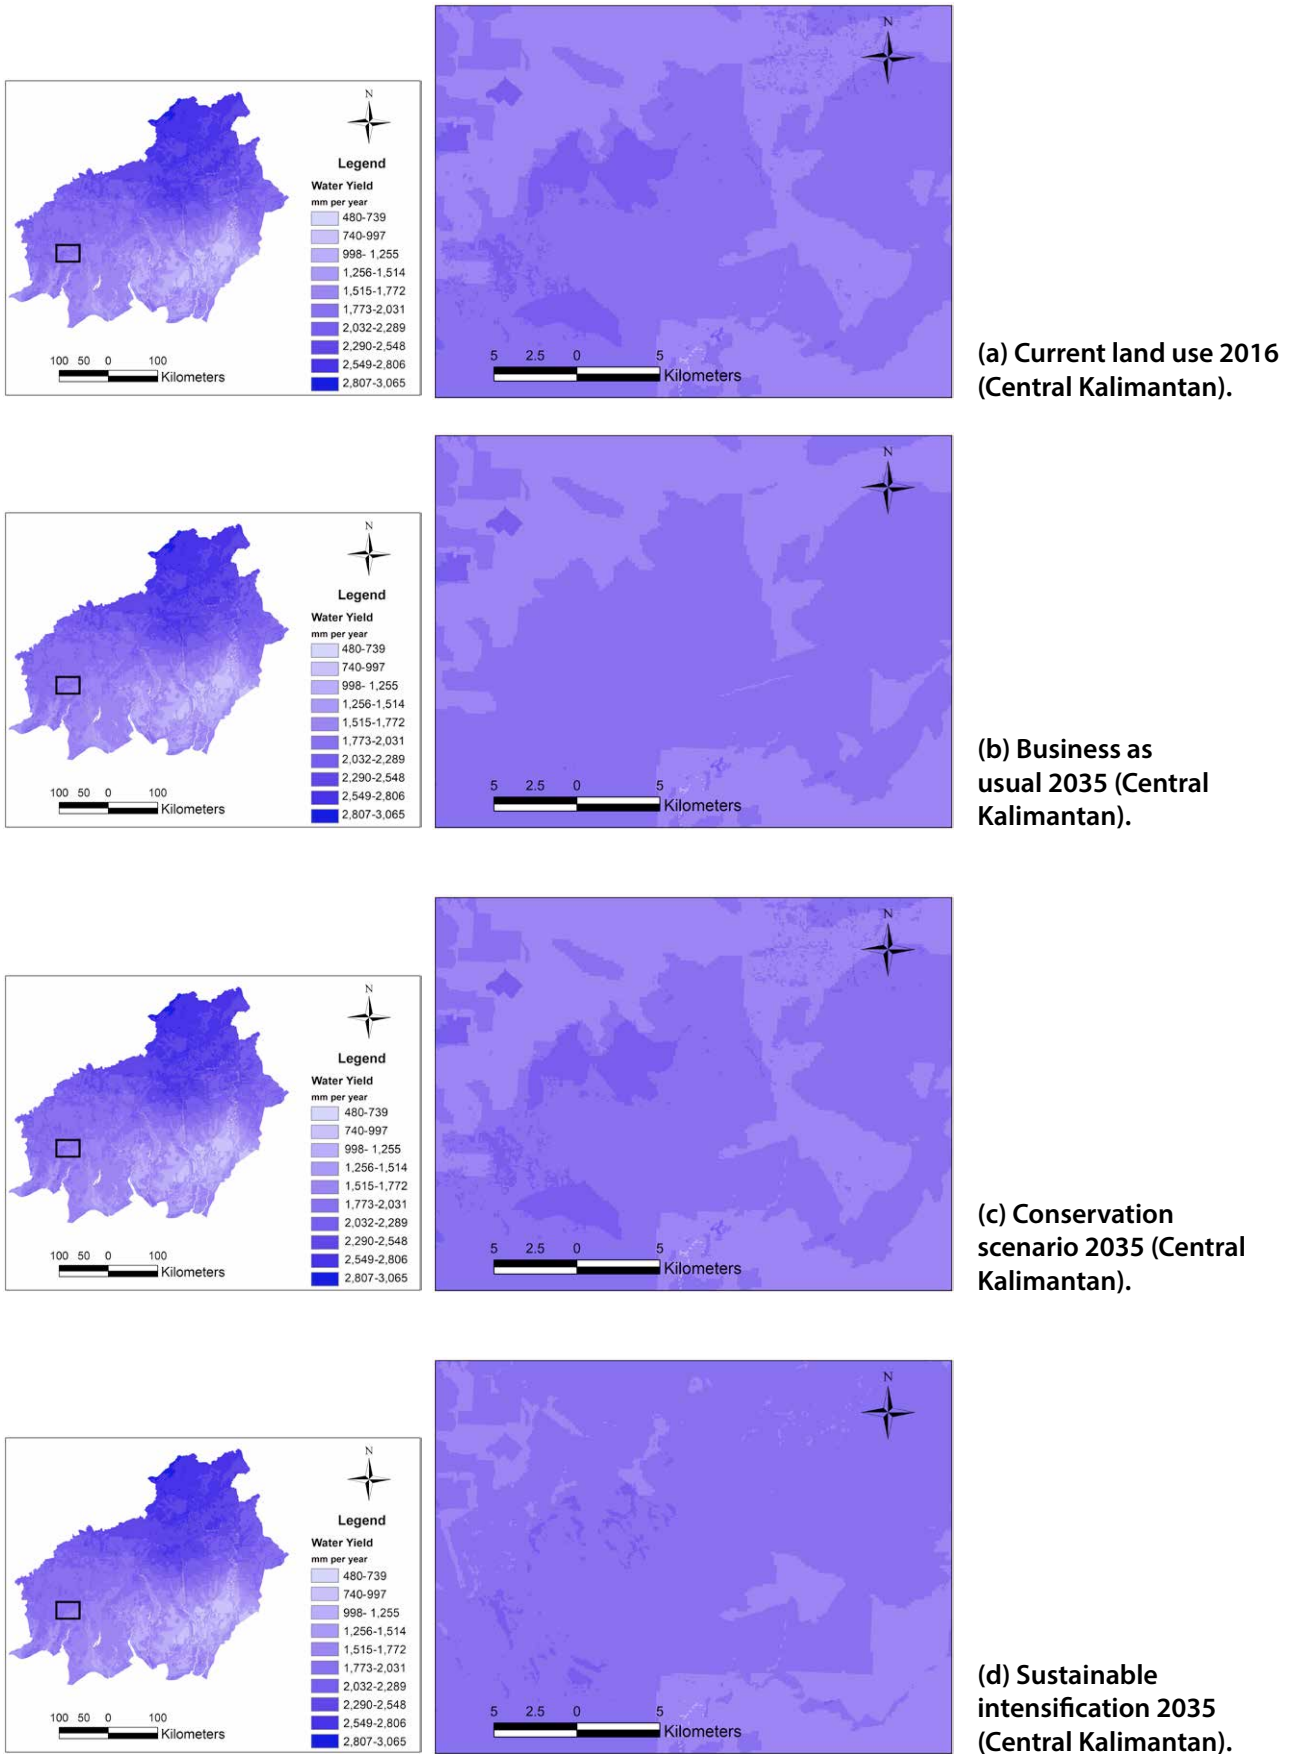 N
Legend
Water Yield
mm per year
480-739
740-997
998- 1,255
1,256-1,514
1,515-1,772
1,773-2,031
2,032-2,289
2,290-2,548
2,549-2,806
2,807-3,065
100 50 0 100
Kilometers
N
5 2.5 0 5
Kilometers
(a) Current land use 2016
(Central Kalimantan).
N
Legend
Water Yield
mm per year
480-739
740-997
998- 1,255
1,256-1,514
1,515-1,772
1,773-2,031
2,032-2,289
2,290-2,548
2,549-2,806
2,807-3,065
100 50 0 100
Kilometers
N
5 2.5 0 5
Kilometers
(b) Business as
usual 2035 (Central
Kalimantan).
N
Legend
Water Yield
mm per year
480-739
740-997
998- 1,255
1,256-1,514
1,515-1,772
1,773-2,031
2,032-2,289
2,290-2,548
2,549-2,806
2,807-3,065
100 50 0 100
Kilometers
N
5 2.5 0 5
Kilometers
(c) Conservation
scenario 2035 (Central
Kalimantan).
N
Legend
Water Yield
mm per year
480-739
740-997
998- 1,255
1,256-1,514
1,515-1,772
1,773-2,031
2,032-2,289
2,290-2,548
2,549-2,806
2,807-3,065
100 50 0 100
Kilometers
N
5 2.5 0 5
Kilometers
(d) Sustainable
intensification 2035
(Central Kalimantan).